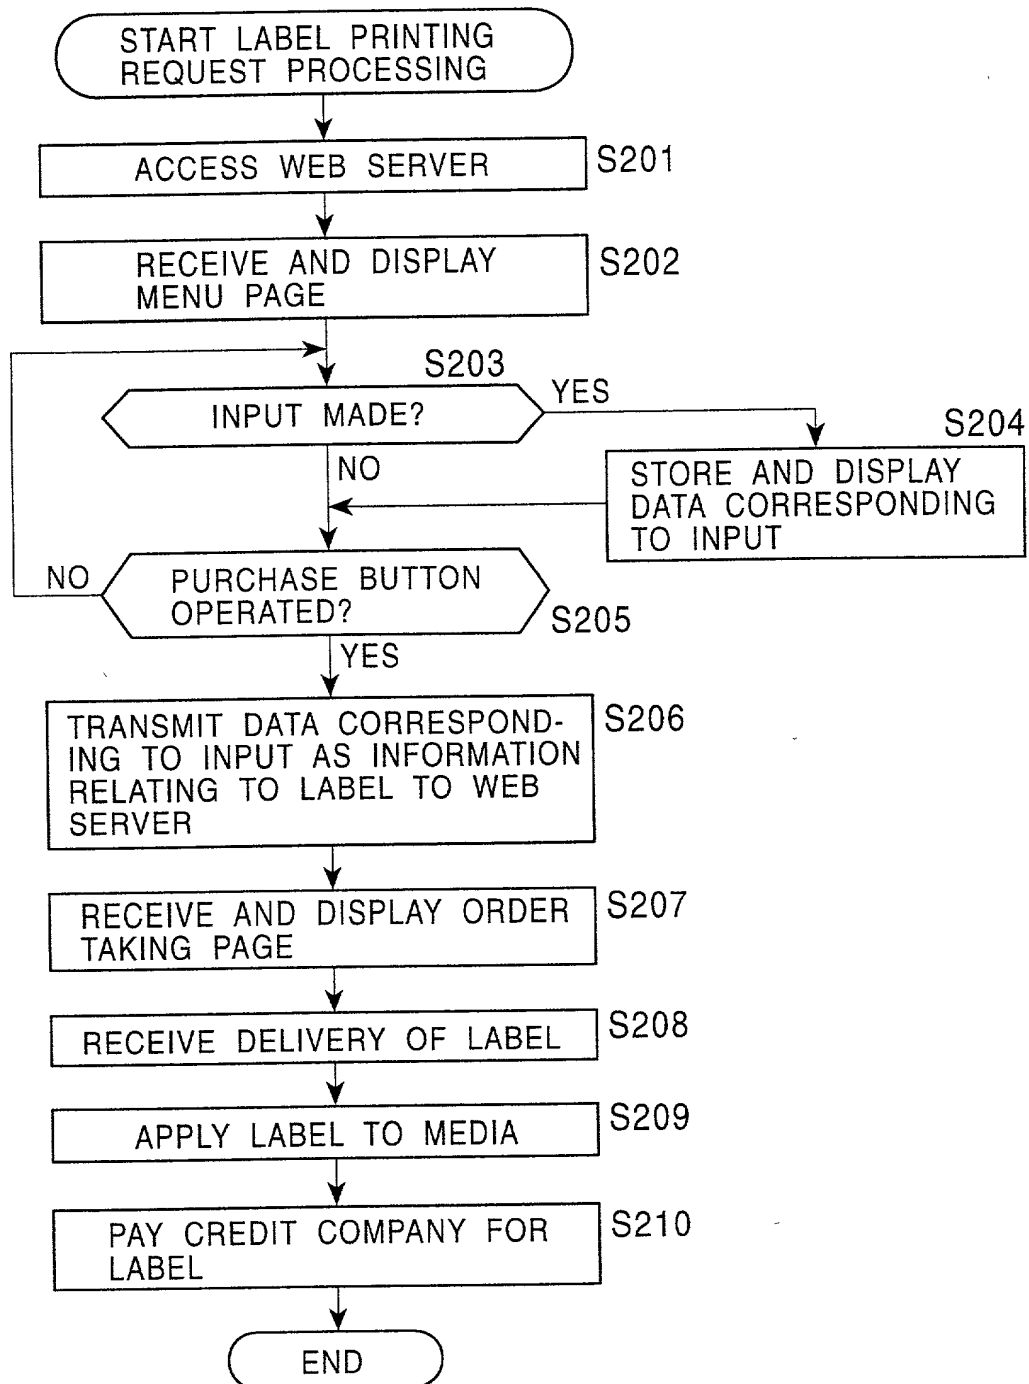 START LABEL PRINTING
REQUEST PROCESSING
ACCESS WEB SERVER
S201
RECEIVE AND DISPLAY
MENU PAGE
S202
S203
INPUT MADE?
YES
NO
S204
STORE AND DISPLAY
DATA CORRESPONDING
TO INPUT
NO
PURCHASE BUTTON
OPERATED?
S205
YES
TRANSMIT DATA CORRESPOND-
ING TO INPUT AS INFORMATION
RELATING TO LABEL TO WEB
SERVER
S206
RECEIVE AND DISPLAY ORDER
TAKING PAGE
S207
RECEIVE DELIVERY OF LABEL
S208
APPLY LABEL TO MEDIA
S209
PAY CREDIT COMPANY FOR
LABEL
S210
END